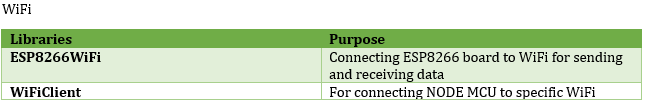 WiFi
Libraries Purpose
ESP8266WiFi Connecting ESP8266 board to WiFi for sending
and receiving data
WiFiClient For connecting NODE MCU to specific WiFi